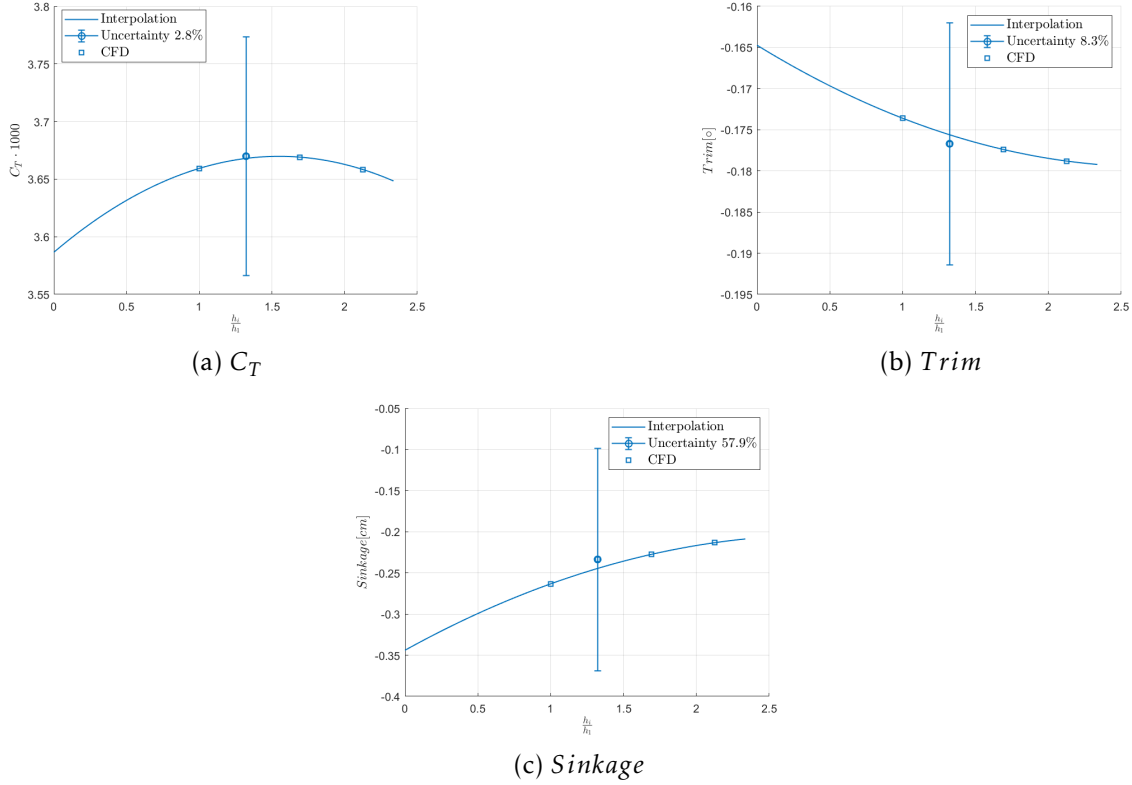 3.8
3.75
3.7
3.65
3.6
3.55
C_T · 1000
Interpolation
Uncertainty 2.8%
CFD
0 0.5 1 1.5 2 2.5
h_i/h_1
(a) C_T
-0.16
-0.165
-0.17
-0.175
-0.18
-0.185
-0.19
-0.195
Trim[∘]
Interpolation
Uncertainty 8.3%
CFD
0 0.5 1 1.5 2 2.5
h_i/h_1
(b) Trim
-0.05
-0.1
-0.15
-0.2
-0.25
-0.3
-0.35
-0.4
Sinkage[cm]
Interpolation
Uncertainty 57.9%
CFD
0 0.5 1 1.5 2 2.5
h_i/h_1
(c) Sinkage